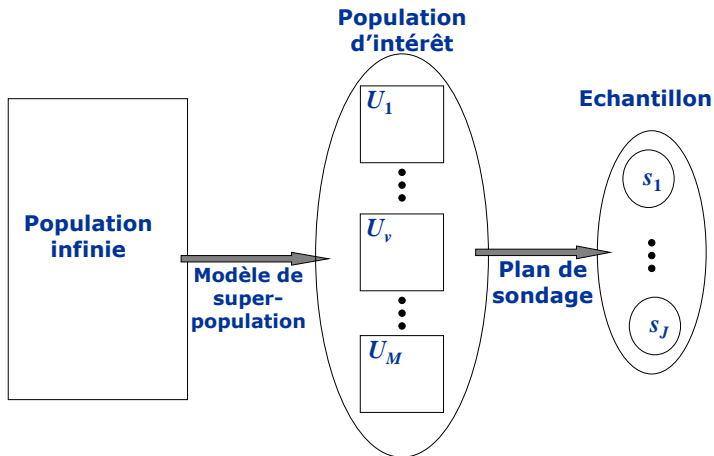 Population
d'intérêt
Echantillon
U1
s1
Population
infinie
Uv
Modèle de
super-
population
Plan de
sondage
UM
sJ